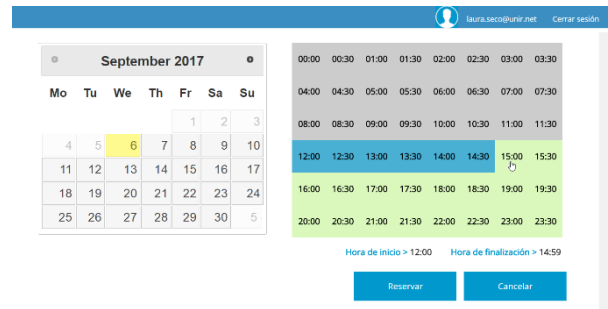 laura.seco@unir.net Cerrar sesión
September 2017
Mo Tu We Th Fr Sa Su
1 2 3
4 5 6 7 8 9 10
11 12 13 14 15 16 17
18 19 20 21 22 23 24
25 26 27 28 29 30 5
00:00 00:30 01:00 01:30 02:00 02:30 03:00 03:30
04:00 04:30 05:00 05:30 06:00 06:30 07:00 07:30
08:00 08:30 09:00 09:30 10:00 10:30 11:00 11:30
12:00 12:30 13:00 13:30 14:00 14:30 15:00 15:30
16:00 16:30 17:00 17:30 18:00 18:30 19:00 19:30
20:00 20:30 21:00 21:30 22:00 22:30 23:00 23:30
Hora de inicio > 12:00 Hora de finalización > 14:59
Reservar Cancelar